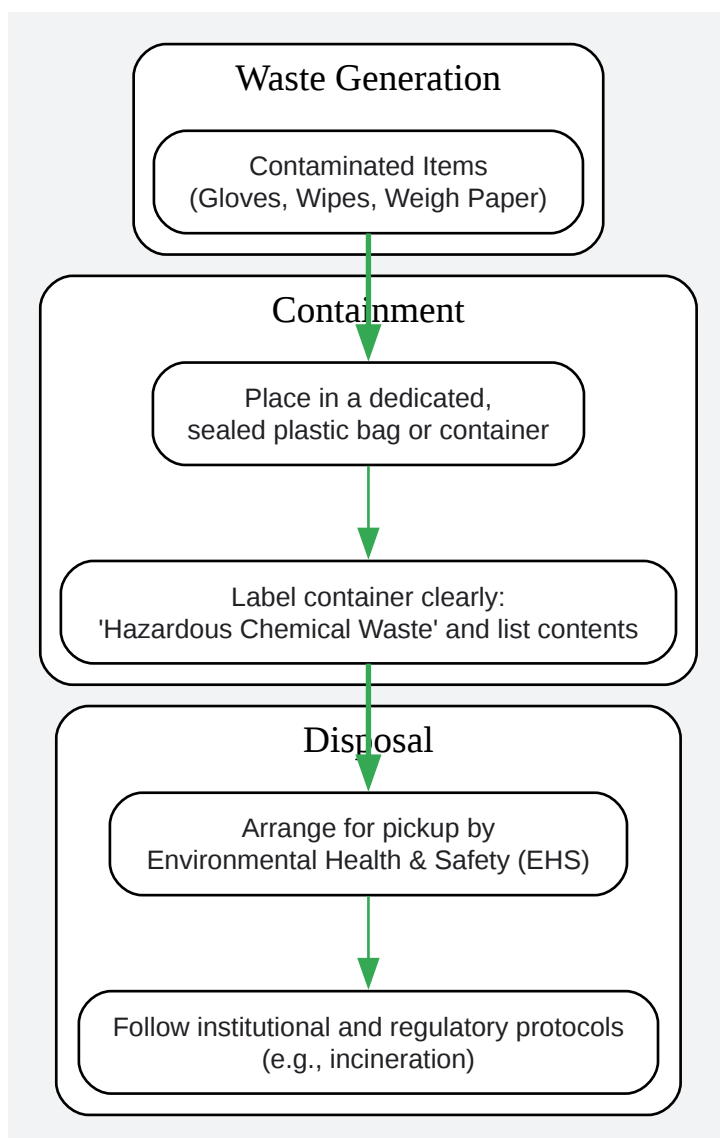 Waste Generation
Contaminated Items
(Gloves, Wipes, Weigh Paper)
Containment
Place in a dedicated,
sealed plastic bag or container
Label container clearly:
'Hazardous Chemical Waste' and list contents
Disposal
Arrange for pickup by
Environmental Health & Safety (EHS)
Follow institutional and regulatory protocols
(e.g., incineration)